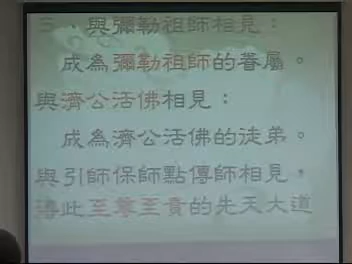 三、與彌勒祖師相見：
成為彌勒祖師的眷屬。
與濟公活佛相見：
成為濟公活佛的徒弟。
與引師保師點傳師相見，
得此至尊至貴的先天大道